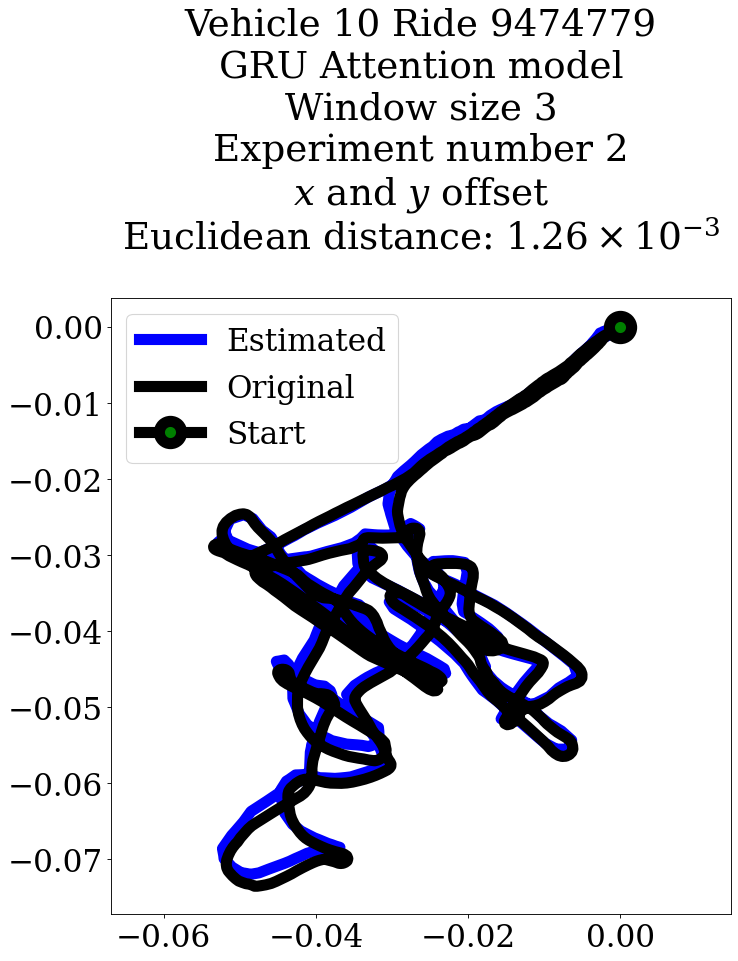 Vehicle 10 Ride 9474779
GRU Attention model
Window size 3
Experiment number 2
x and y offset
Euclidean distance: 1.26 × 10⁻³
Estimated
Original
Start
0.00
−0.01
−0.02
−0.03
−0.04
−0.05
−0.06
−0.07
−0.06 −0.04 −0.02 0.00